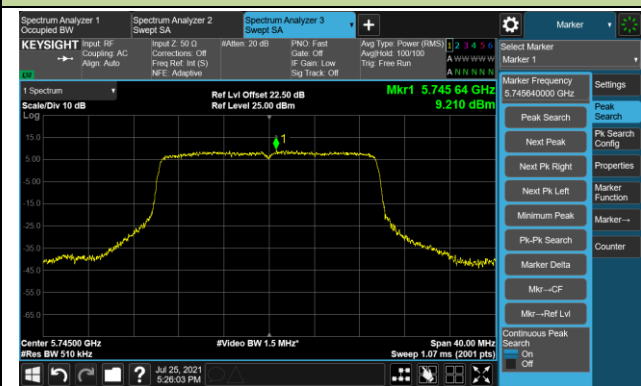 Spectrum Analyzer 1
Occupied BW
Spectrum Analyzer 2
Swept SA
Spectrum Analyzer 3
Swept SA
+
Marker
KEYSIGHT
Input: RF
Coupling: AC
Align: Auto
Input Z: 50 Ω
Corrections: Off
Freq Ref: Int (S)
NFE: Adaptive
#Atten: 20 dB
PNO: Fast
Gate: Off
IF Gain: Low
Sig Track: Off
Avg Type: Power (RMS)
Avg|Hold: 100/100
Trig: Free Run
1 2 3 4 5 6
A W W W W W
A N N N N N
Select Marker
Marker 1
1 Spectrum
Scale/Div 10 dB
Ref Lvl Offset 22.50 dB
Ref Level 25.00 dBm
Mkr1 5.745 64 GHz
9.210 dBm
Log
15.0
5.00
-5.00
-15.0
-25.0
-35.0
-45.0
-55.0
-65.0
1
Center 5.74500 GHz
#Res BW 510 kHz
#Video BW 1.5 MHz*
Span 40.00 MHz
Sweep 1.07 ms (2001 pts)
Marker Frequency
5.745640000 GHz
Peak Search
Next Peak
Next Pk Right
Next Pk Left
Minimum Peak
Pk-Pk Search
Marker Delta
Mkr→CF
Mkr→Ref Lvl
Continuous Peak
Search
On
Off
Settings
Peak
Search
Pk Search
Config
Properties
Marker
Function
Marker→
Counter
Jul 25, 2021
5:26:03 PM